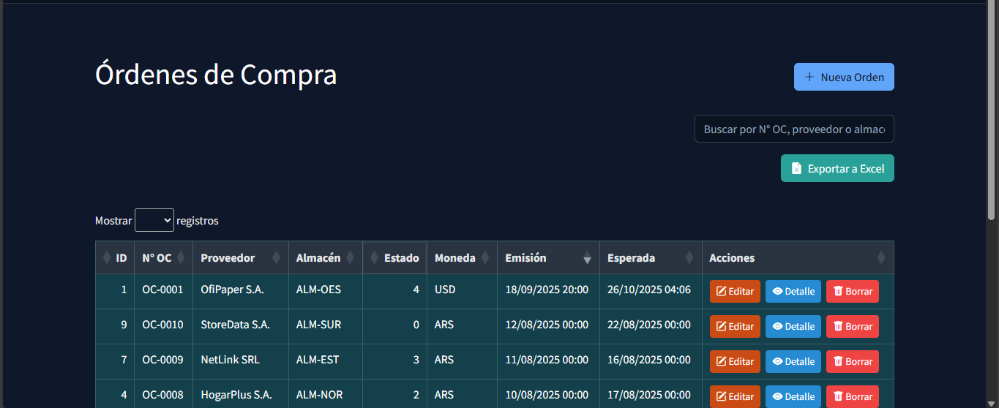 Órdenes de Compra
+ Nueva Orden
Buscar por N° OC, proveedor o almac
Exportar a Excel
Mostrar registros
ID N° OC Proveedor Almacén Estado Moneda Emisión Esperada Acciones
1 OC-0001 OfiPaper S.A. ALM-OES 4 USD 18/09/2025 20:00 26/10/2025 04:06 Editar Detalle Borrar
9 OC-0010 StoreData S.A. ALM-SUR 0 ARS 12/08/2025 00:00 22/08/2025 00:00 Editar Detalle Borrar
7 OC-0009 NetLink SRL ALM-EST 3 ARS 11/08/2025 00:00 16/08/2025 00:00 Editar Detalle Borrar
4 OC-0008 HogarPlus S.A. ALM-NOR 2 ARS 10/08/2025 00:00 17/08/2025 00:00 Editar Detalle Borrar